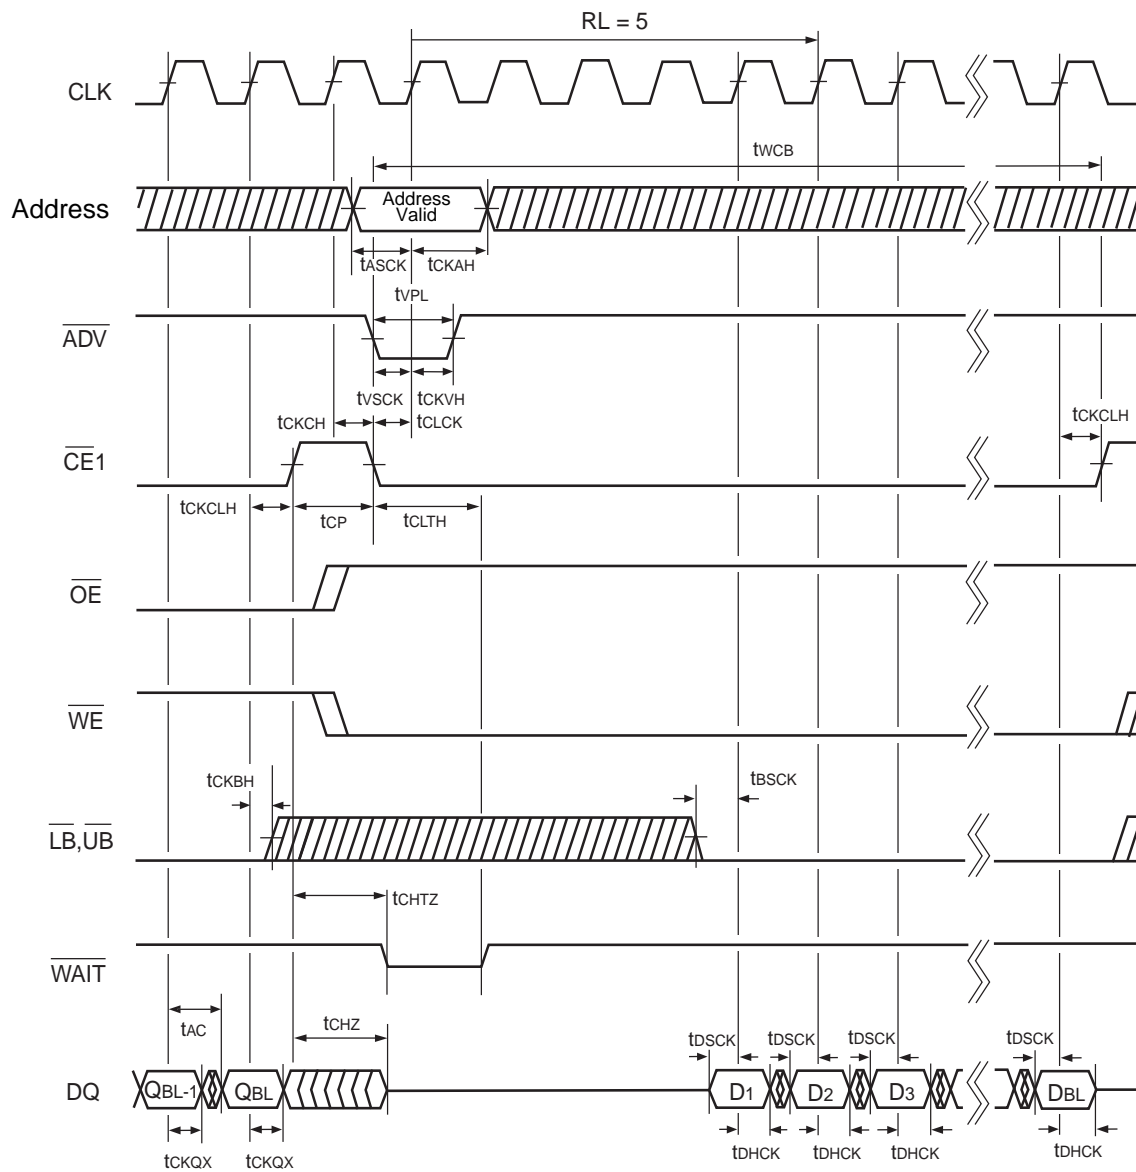 RL = 5
CLK
tWCB
Address
Address
Valid
tASCK
tCKAH
tVPL
ADV
tVSCK
tCKVH
tCKCH
tCLCK
tCKCLH
CE1
tCKCLH
tCP
tCLTH
OE
WE
tCKBH
tBSCK
LB,UB
tCHTZ
WAIT
tAC
tCHZ
tDSCK
tDSCK
tDSCK
tDSCK
DQ
QBL-1
QBL
D1
D2
D3
DBL
tCKQX
tCKQX
tDHCK
tDHCK
tDHCK
tDHCK